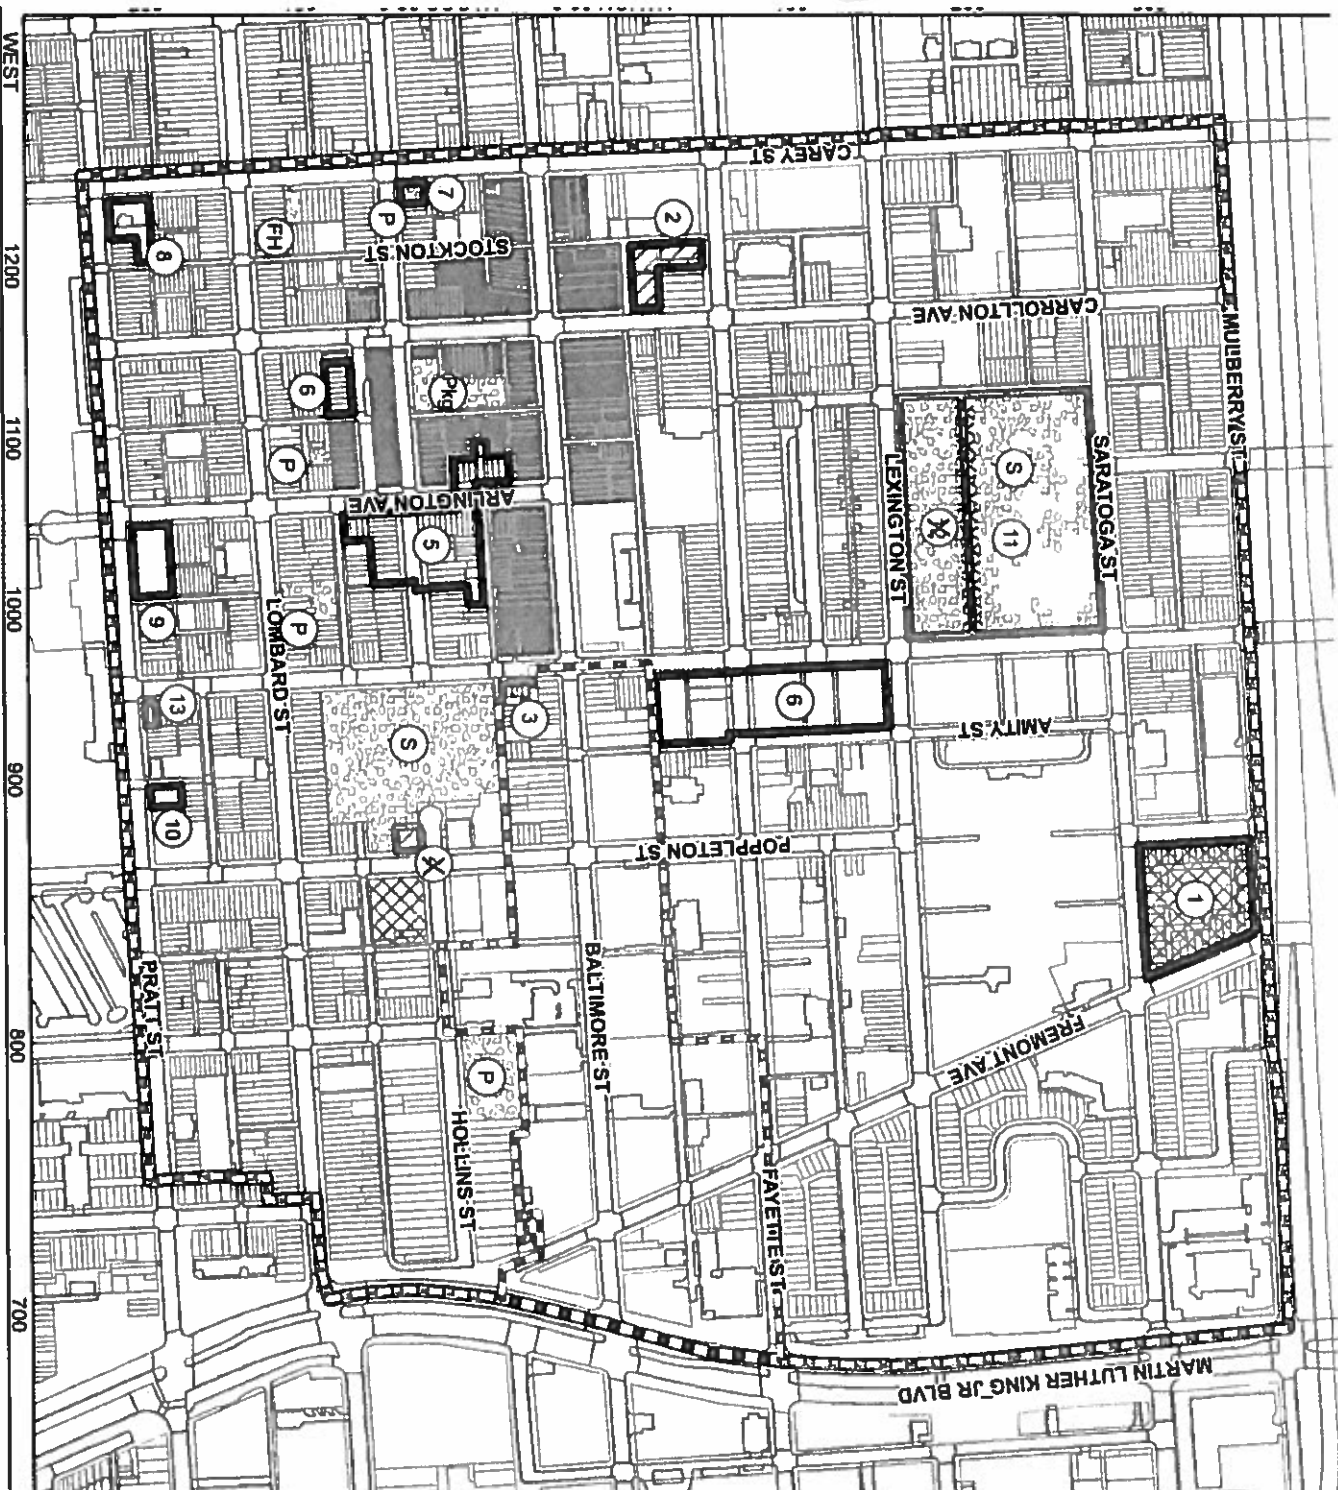 WEST
1200
1100
1000
900
800
700
CAREY ST
MULBERRY ST
CARROLLTON AVE
STOCKTON ST
SARATOGA ST
LEXINGTON ST
ARLINGTON AVE
LOMBARD ST
AMITY ST
POPPLETON ST
BALTIMORE ST
PRATT ST
FREMONT AVE
HOLLINS ST
FAYETTE ST
MARTIN LUTHER KING JR BLVD
7
P
2
FH
8
6
Pkg
P
S
11
5
9
P
13
3
6
S
10
1
P